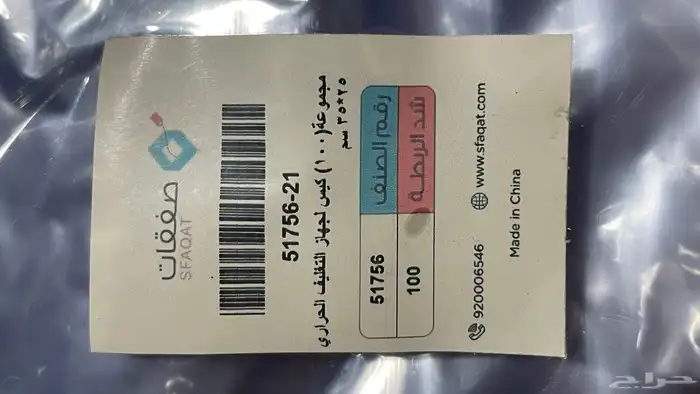 صفقات
SFAQAT
51756-21
مجموعة (١٠٠) كيس لجهاز التغليف الحراري
٢٥*٣٥ سم
رقم الصنف 51756
شد الربطة 100
920006546 www.sfaqat.com
Made in China
حراج